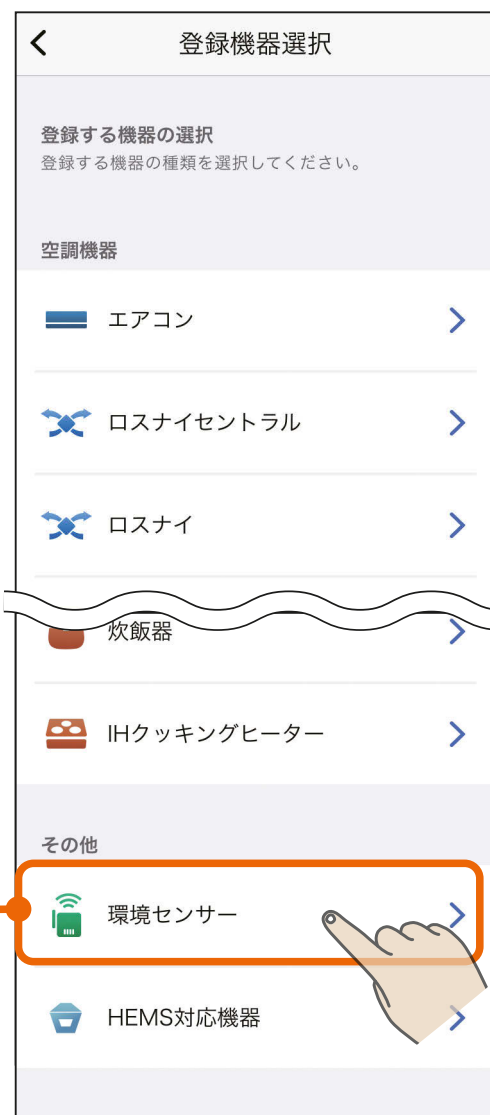 登録機器選択
登録する機器の選択
登録する機器の種類を選択してください。
空調機器
エアコン
ロスナイセントラル
ロスナイ
炊飯器
IHクッキングヒーター
その他
環境センサー
HEMS対応機器